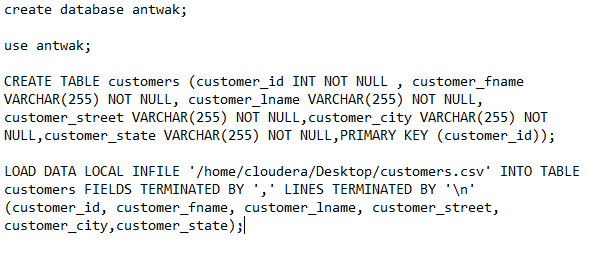 create database antwak;
use antwak;
CREATE TABLE customers (customer_id INT NOT NULL , customer_fname
VARCHAR(255) NOT NULL, customer_lname VARCHAR(255) NOT NULL,
customer_street VARCHAR(255) NOT NULL,customer_city VARCHAR(255) NOT
NULL,customer_state VARCHAR(255) NOT NULL,PRIMARY KEY (customer_id));
LOAD DATA LOCAL INFILE '/home/cloudera/Desktop/customers.csv' INTO TABLE
customers FIELDS TERMINATED BY ',' LINES TERMINATED BY '\n'
(customer_id, customer_fname, customer_lname, customer_street,
customer_city,customer_state);